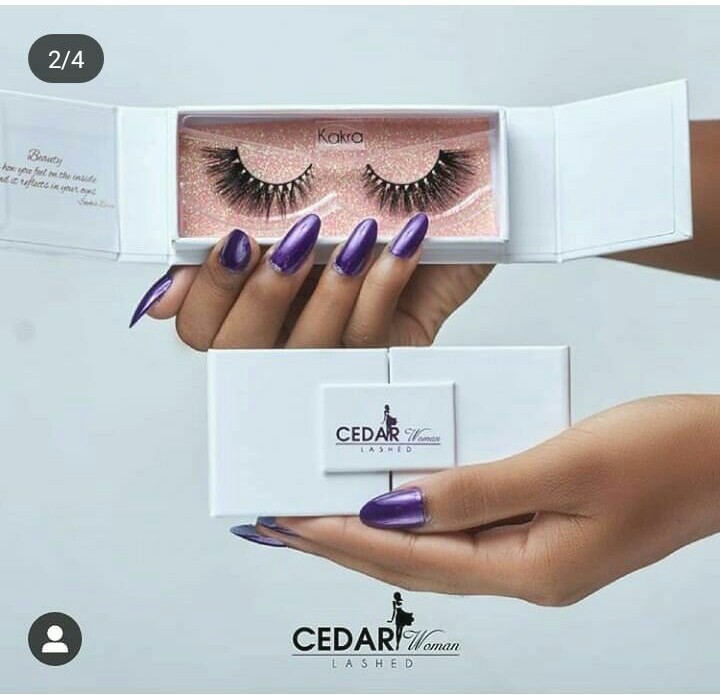 2/4
Kakra
Beauty
how you feel on the inside
it reflects in your eyes
CEDAR Woman
LASHED
CEDAR Woman
LASHED